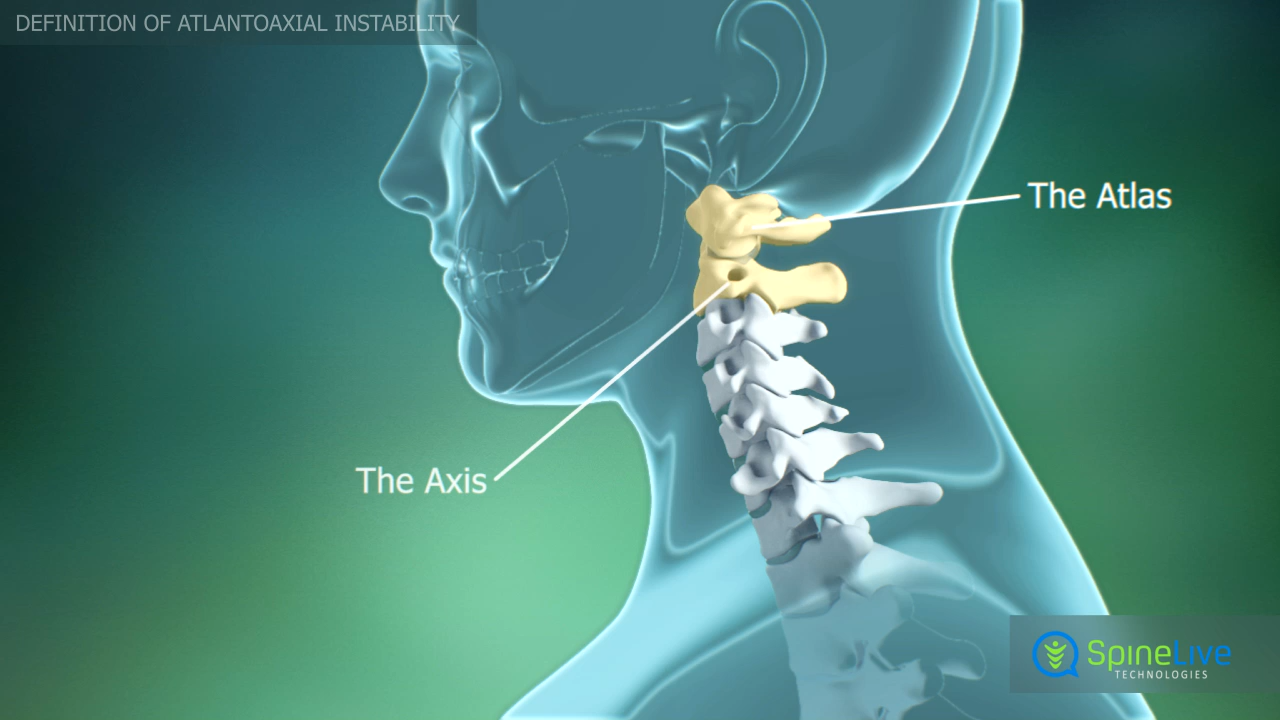 DEFINITION OF ATLANTOAXIAL INSTABILITY
The Atlas
The Axis
SpineLive
TECHNOLOGIES